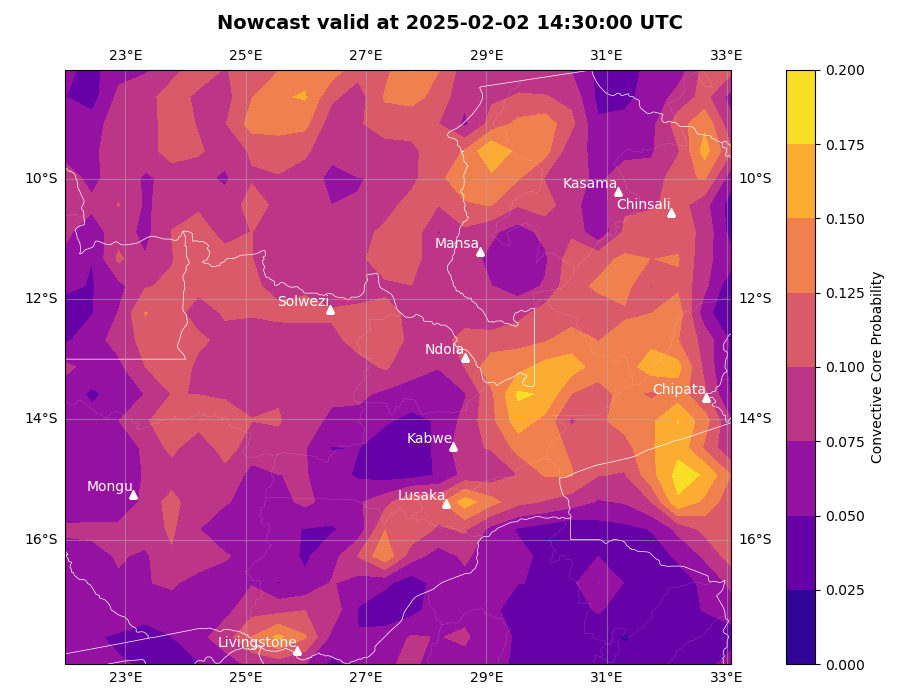 Nowcast valid at 2025-02-02 14:30:00 UTC
23°E 25°E 27°E 29°E 31°E 33°E
0.200
0.175
10°S Kasama 10°S
Chinsali
0.150
Mansa
0.125
12°S Solwezi 12°S
Convective Core Probability
Ndola
0.100
Chipata
14°S 14°S
Kabwe
0.075
Mongu
Lusaka
0.050
16°S 16°S
0.025
Livingstone
0.000
23°E 25°E 27°E 29°E 31°E 33°E